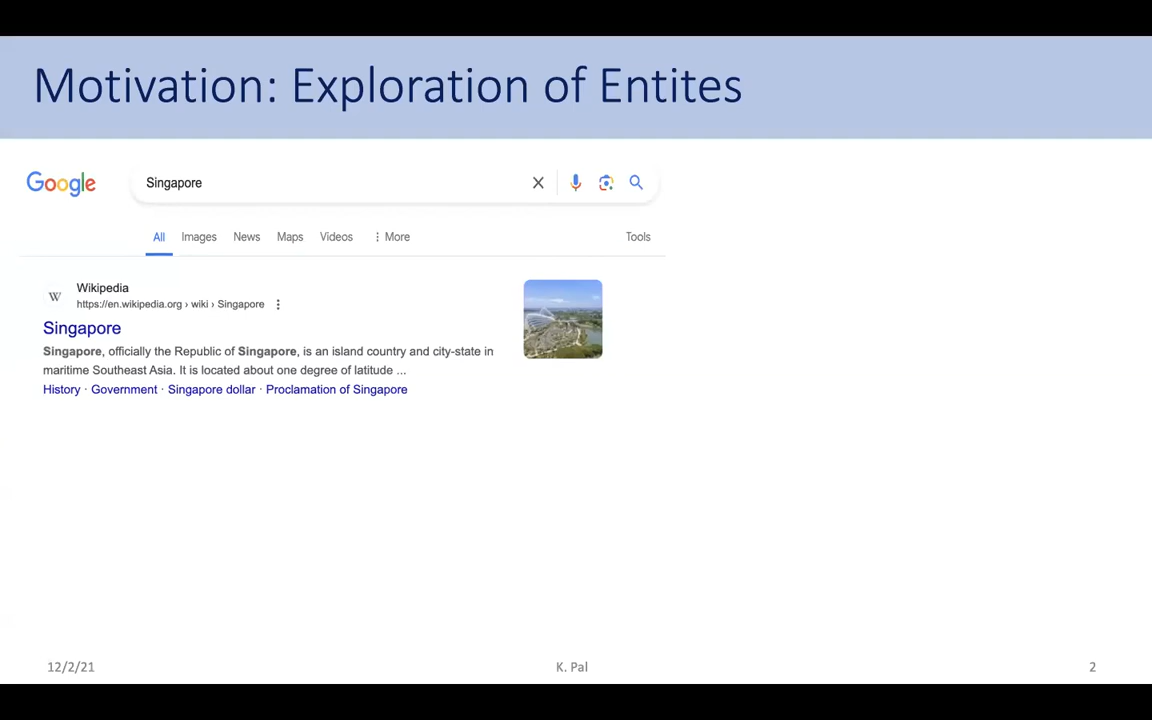 Motivation: Exploration of Entites
Google
Singapore
All Images News Maps Videos More Tools
W
Wikipedia
https://en.wikipedia.org › wiki › Singapore
Singapore
Singapore, officially the Republic of Singapore, is an island country and city-state in
maritime Southeast Asia. It is located about one degree of latitude ...
History · Government · Singapore dollar · Proclamation of Singapore
12/2/21 K. Pal 2